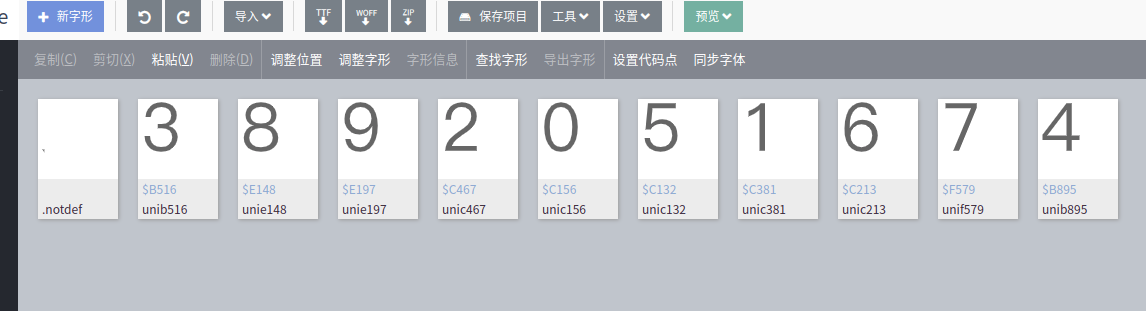 e
新字形 导入 TTF WOFF ZIP 保存项目 工具 设置 预览
复制(C) 剪切(X) 粘贴(V) 删除(D) 调整位置 调整字形 字形信息 查找字形 导出字形 设置代码点 同步字体
3 8 9 2 0 5 1 6 7 4
$B516 $E148 $E197 $C467 $C156 $C132 $C381 $C213 $F579 $B895
.notdef unib516 unie148 unie197 unic467 unic156 unic132 unic381 unic213 unif579 unib895